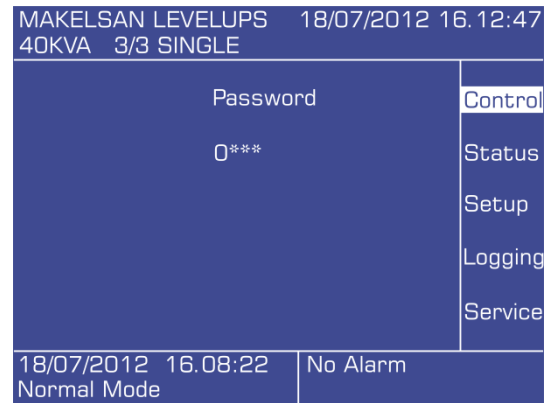 MAKELSAN LEVELUPS 18/07/2012 16.12:47
40KVA 3/3 SINGLE
Password
0***
Control
Status
Setup
Logging
Service
18/07/2012 16.08:22 No Alarm
Normal Mode